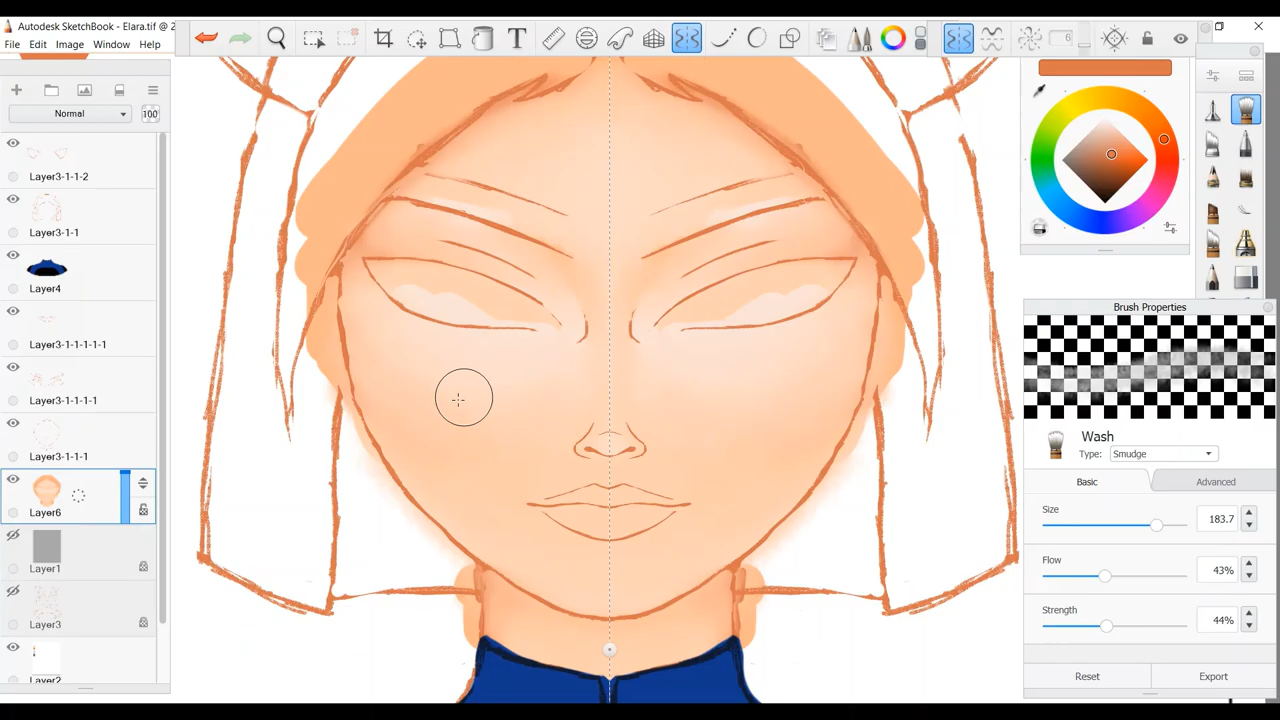 Autodesk SketchBook - Elara.tif @ 2
File Edit Image Window Help
6
Normal 100
Layer3-1-1-2
Layer3-1-1
Layer4
Layer3-1-1-1-1
Layer3-1-1-1
Layer3-1-1-1
Layer6
Layer1
Layer3
Layer2
Brush Properties
Wash
Type: Smudge
Basic Advanced
Size 183.7
Flow 43%
Strength 44%
Reset Export